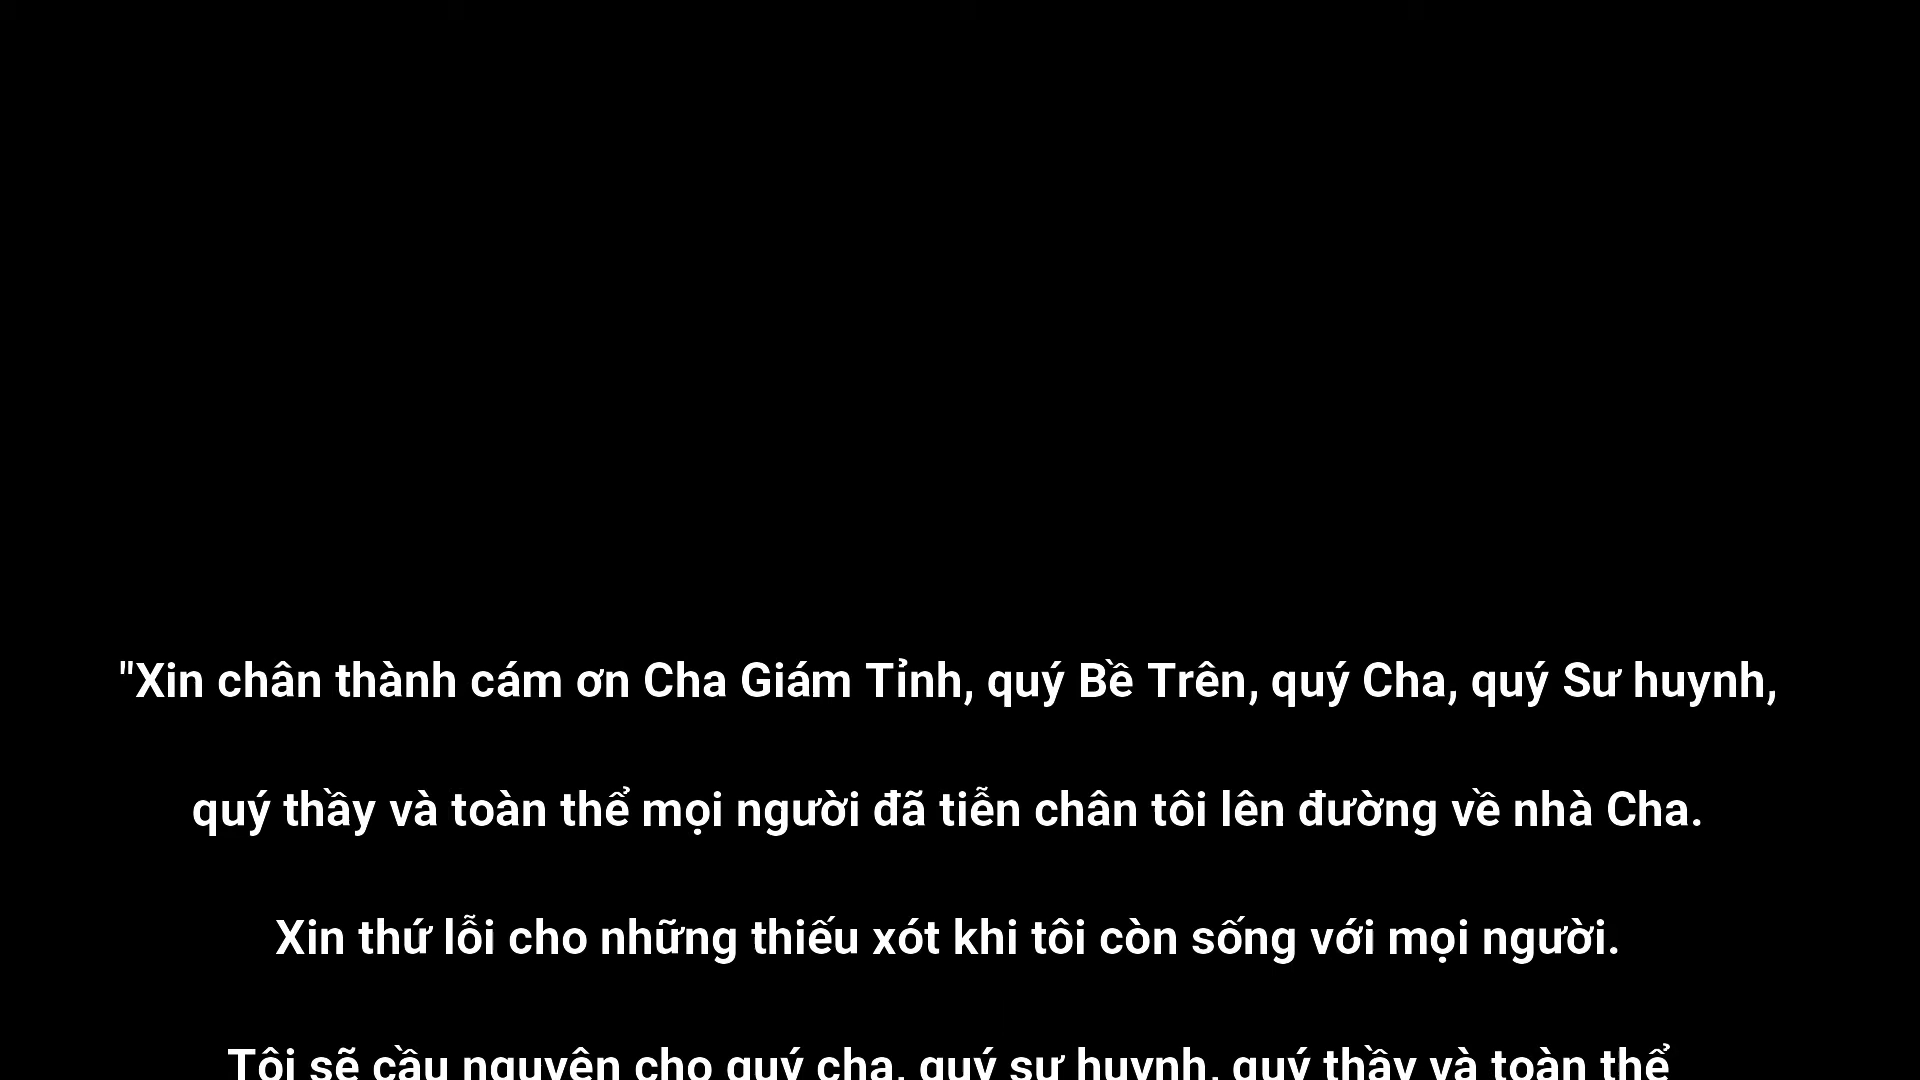 "Xin chân thành cám ơn Cha Giám Tỉnh, quý Bề Trên, quý Cha, quý Sư huynh,
quý thầy và toàn thể mọi người đã tiễn chân tôi lên đường về nhà Cha.
Xin thứ lỗi cho những thiếu xót khi tôi còn sống với mọi người.
Tôi sẽ cầu nguyện cho quý cha, quý sư huynh, quý thầy và toàn thể